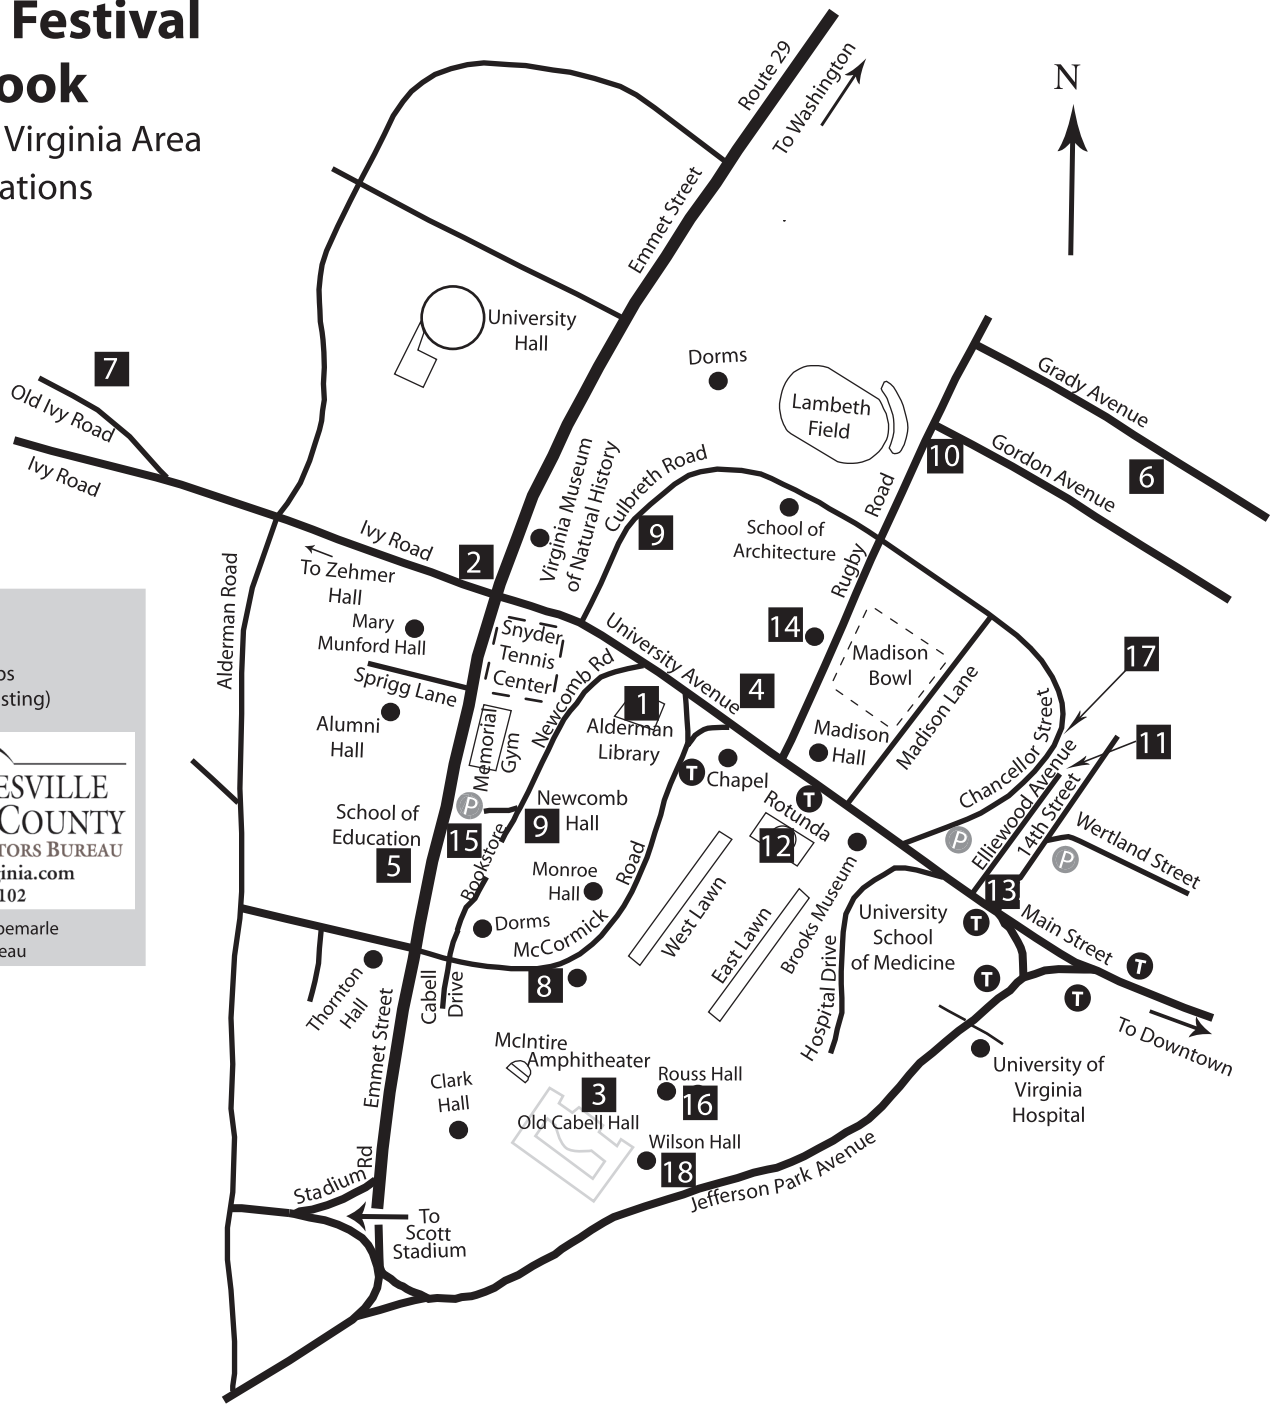 Festival
ook
Virginia Area
ations
Route 29
To Washington
N
Emmet Street
University
Hall
7
Old Ivy Road
Ivy Road
Dorms
Lambeth
Field
Grady Avenue
10
Gordon Avenue
6
Virginia Museum
of Natural History
Culbreth Road
9
School of
Architecture
Rugby
Road
Ivy Road
2
To Zehmer
Hall
Alderman Road
Mary
Munford Hall
Sprigg Lane
Snyder
Tennis
Center
Newcomb Rd
University Avenue
14
Madison
Bowl
17
Alumni
Hall
Memorial
Gym
1
Alderman
Library
4
Madison
Hall
Madison Lane
Chancellor Street
11
Elliewood Avenue
14th Street
T
Chapel
T
Rotunda
12
P
P
Wertland Street
School of
Education
5
P
15
Newcomb
Hall
9
Bookstore
Monroe
Hall
Dorms
McCormick
Road
West Lawn
East Lawn
Brooks Museum
Hospital Drive
University
School
of Medicine
13
Main Street
T
T
T
T
To Downtown
ps
sting)
ESVILLE
COUNTY
TORS BUREAU
ginia.com
102
bemarle
eau
Thornton
Hall
Emmet Street
Cabell
Drive
8
McIntire
Amphitheater
3
Old Cabell Hall
Rouss Hall
16
Wilson Hall
18
Clark
Hall
University of
Virginia
Hospital
Jefferson Park Avenue
Stadium Rd
To
Scott
Stadium